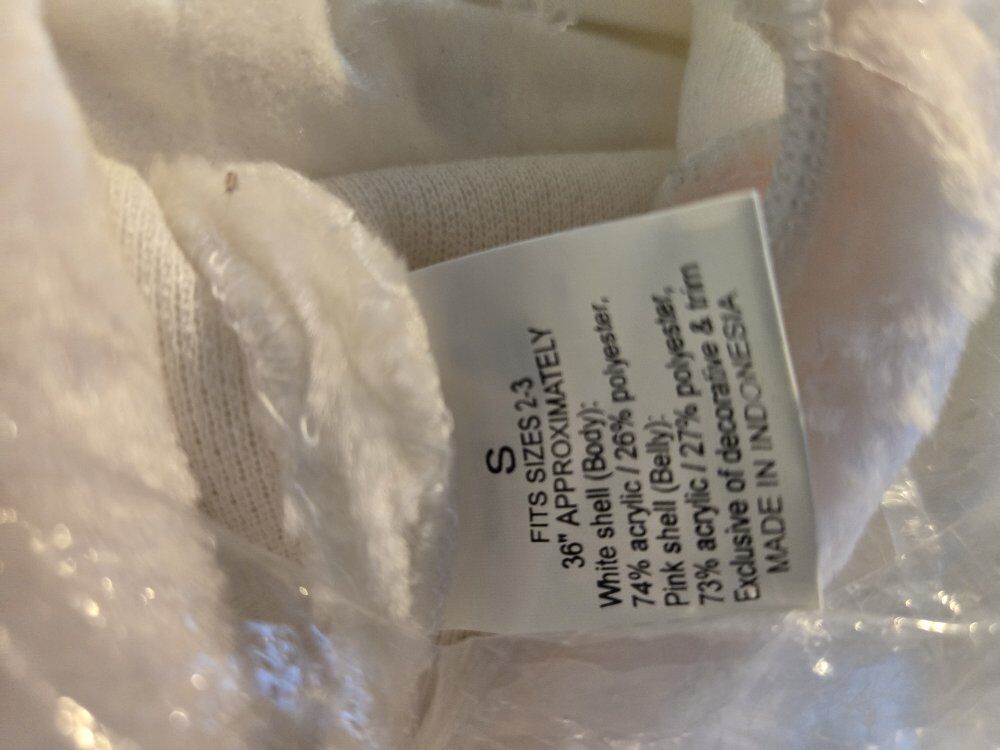 S
FITS SIZES 2-3
36" APPROXIMATELY
White shell (Body):
74% acrylic / 26% polyester,
Pink shell (Belly):
73% acrylic / 27% polyester,
Exclusive of decorative & trim
MADE IN INDONESIA